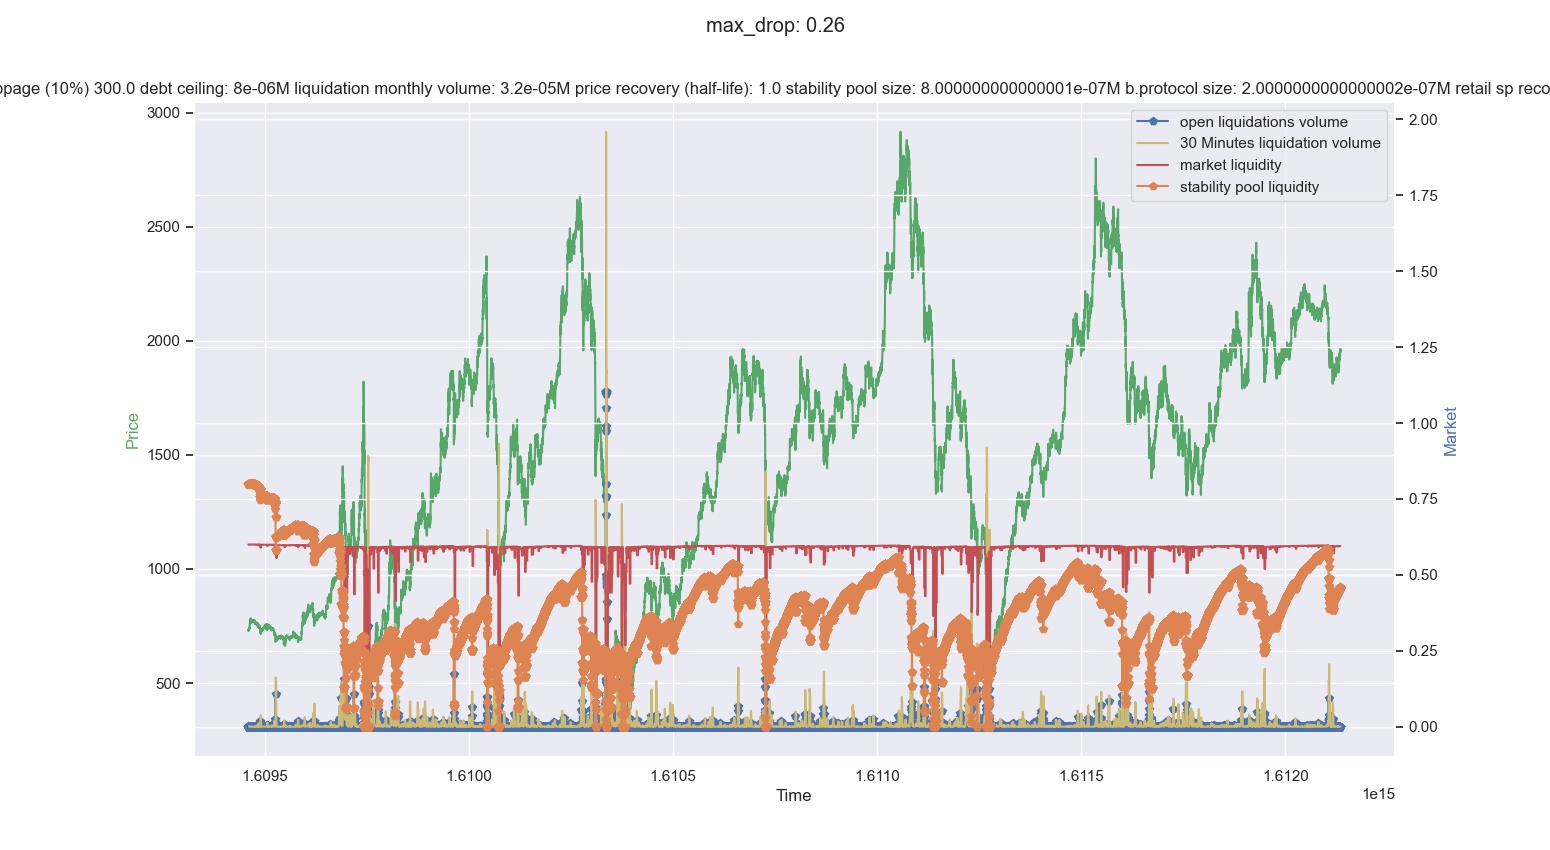 max_drop: 0.26
(10%) 300.0 debt ceiling: 8e-06M liquidation monthly volume: 3.2e-05M price recovery (half-life): 1.0 stability pool size: 8.000000000000001e-07M b.protocol size: 2.0000000000000002e-07M retail sp
3000
2500
2000
1500
1000
500
Price
2.00
1.75
1.50
1.25
1.00
0.75
0.50
0.25
0.00
Market
open liquidations volume
30 Minutes liquidation volume
market liquidity
stability pool liquidity
1.6095 1.6100 1.6105 1.6110 1.6115 1.6120
Time
1e15